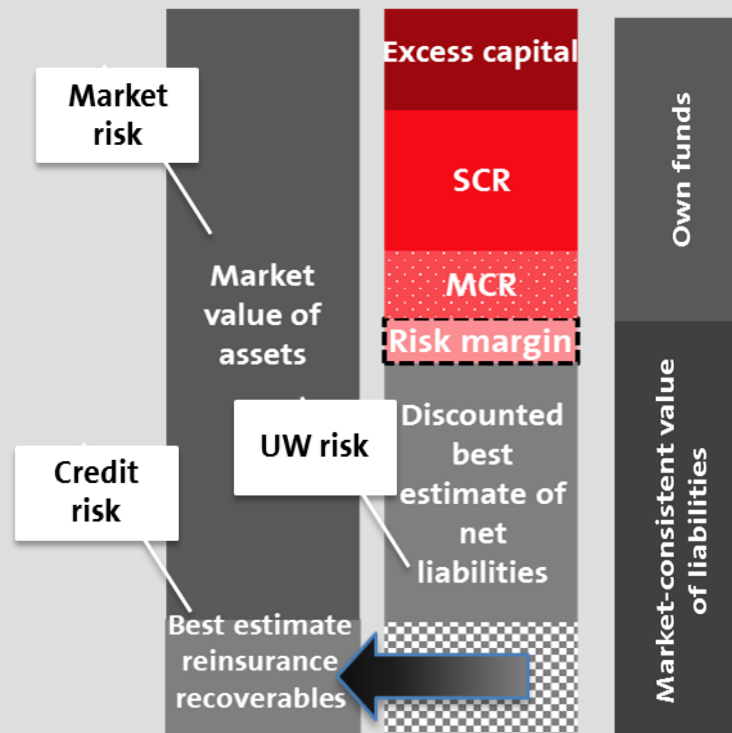 Market
risk
Market
value of
assets
Credit
risk
Best estimate
reinsurance
recoverables
Excess capital
SCR
MCR
Risk margin
UW risk
Discounted
best
estimate of
net
liabilities
Own funds
Market-consistent value
of liabilities